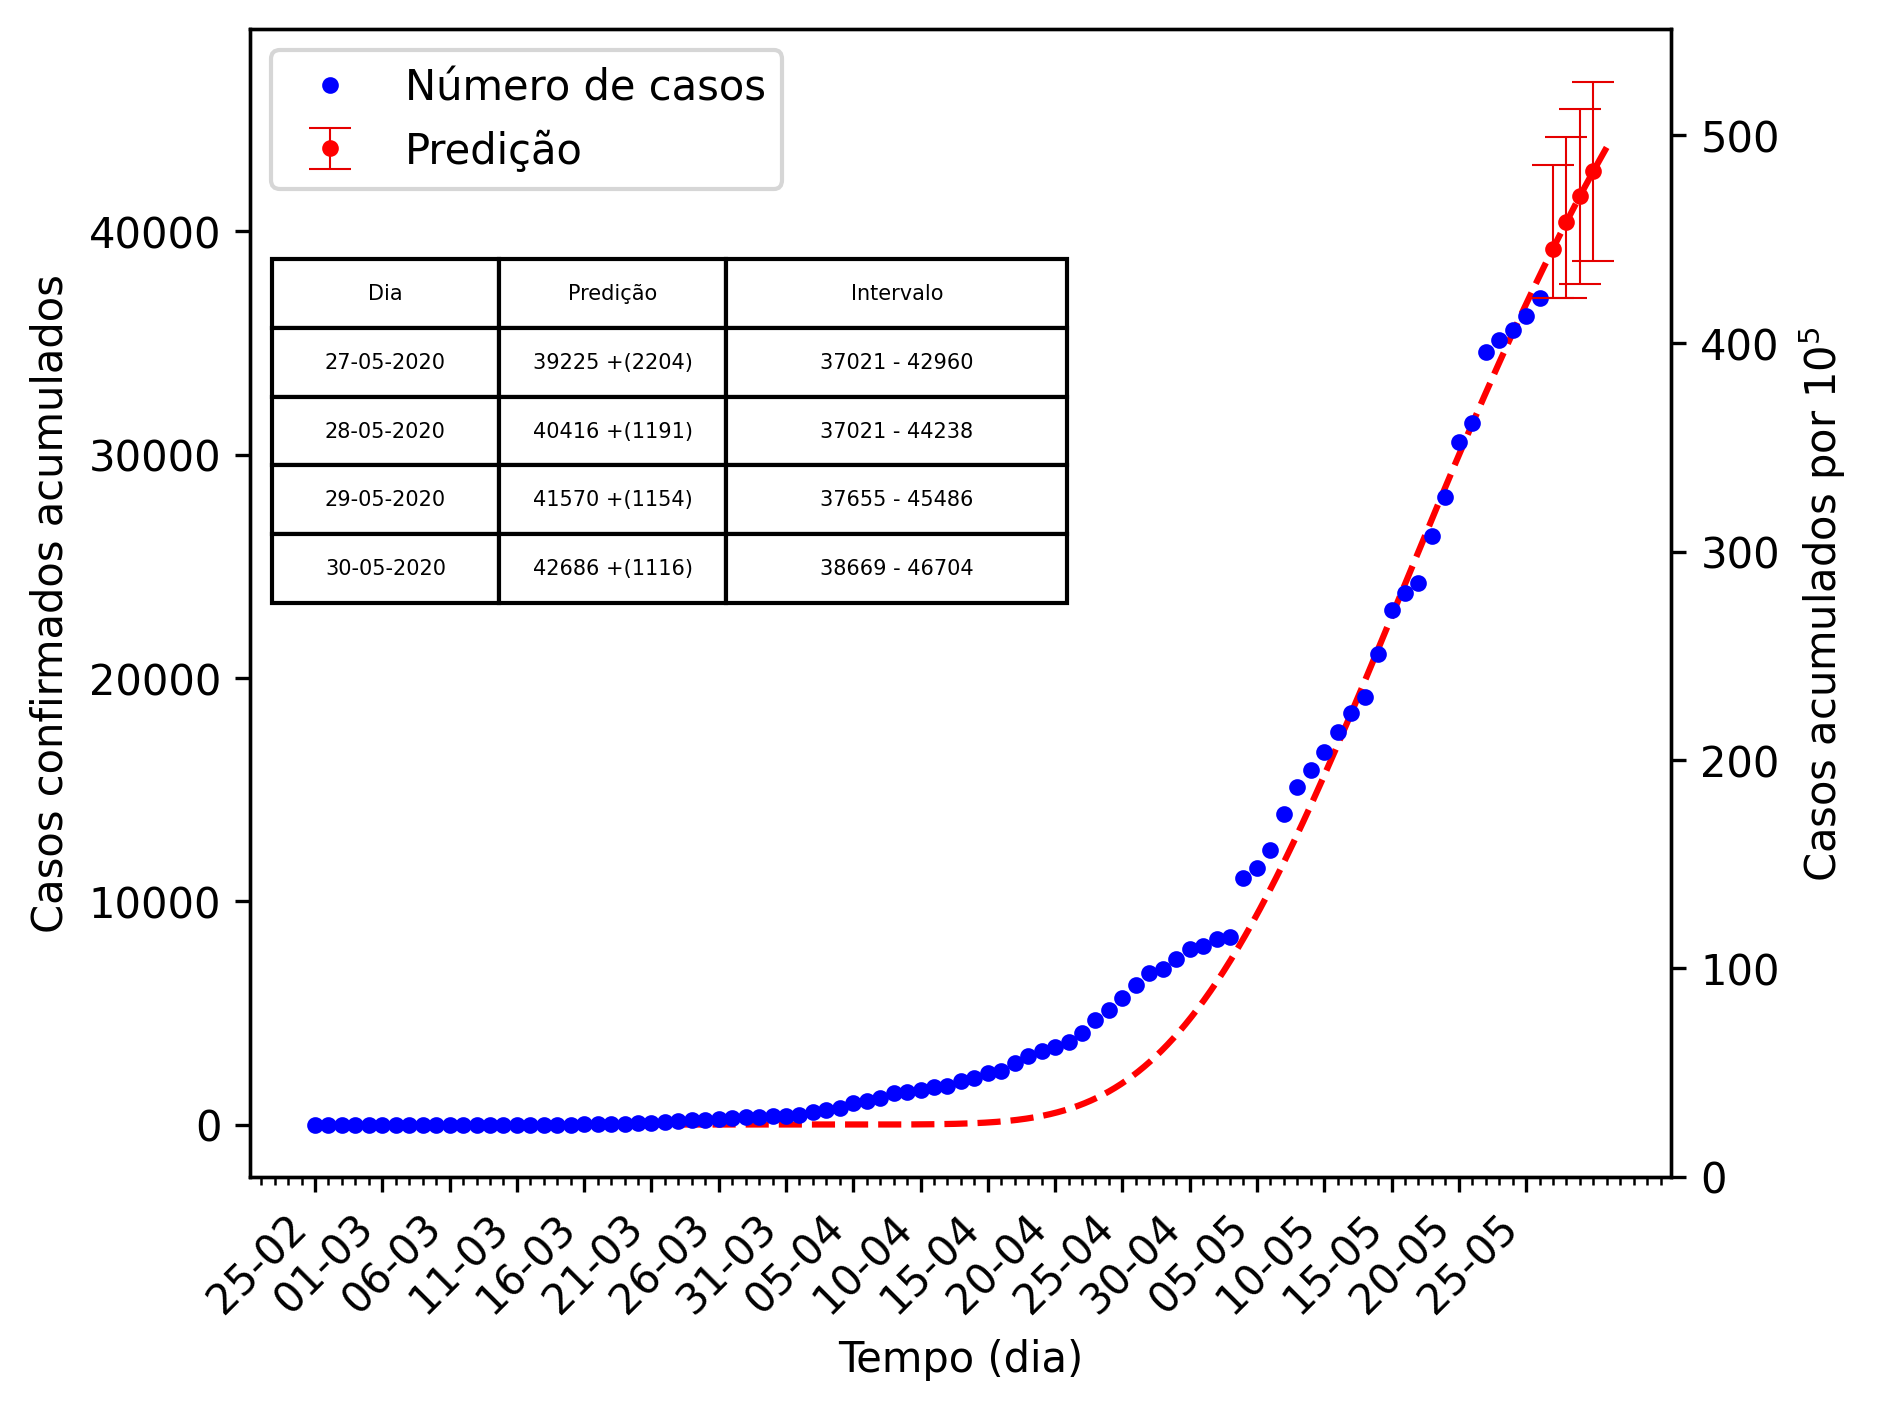 Número de casos
Predição
Dia Predição Intervalo
27-05-2020 39225 +(2204) 37021 - 42960
28-05-2020 40416 +(1191) 37021 - 44238
29-05-2020 41570 +(1154) 37655 - 45486
30-05-2020 42686 +(1116) 38669 - 46704
Casos confirmados acumulados
40000
30000
20000
10000
0
Casos acumulados por 10⁵
500
400
300
200
100
0
25-02 01-03 06-03 11-03 16-03 21-03 26-03 31-03 05-04 10-04 15-04 20-04 25-04 30-04 05-05 10-05 15-05 20-05 25-05
Tempo (dia)